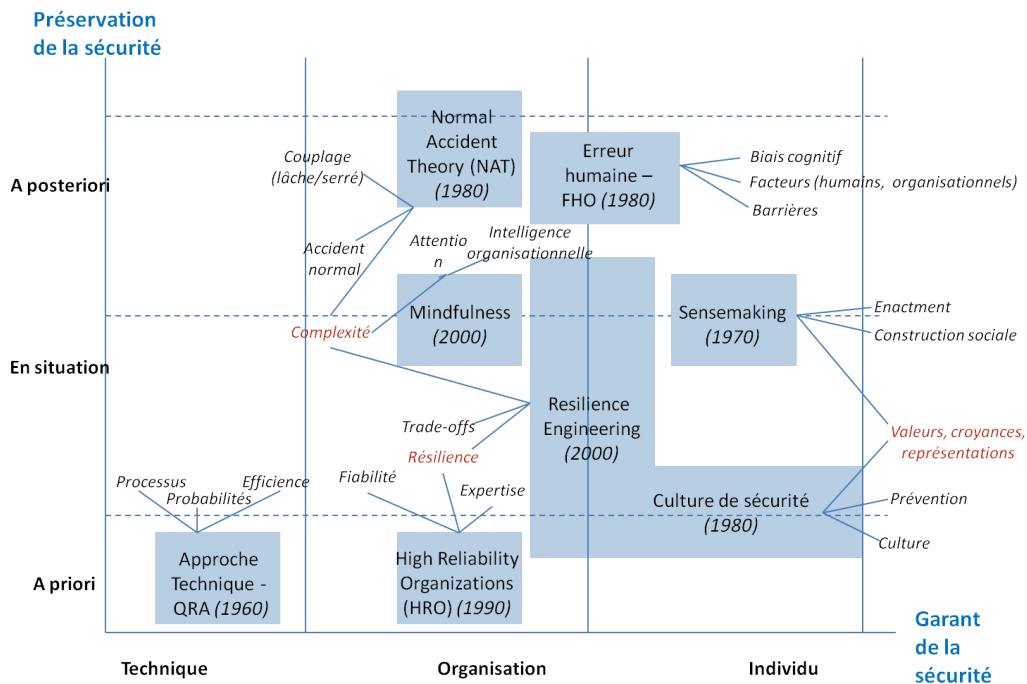 Préservation
de la sécurité
Normal
Accident
Theory (NAT)
(1980)
Couplage
(lâche/serré)
A posteriori
Erreur
humaine –
FHO (1980)
Biais cognitif
Facteurs (humains, organisationnels)
Barrières
Accident
normal
Attentio
n
Intelligence
organisationnelle
Complexité
Mindfulness
(2000)
Sensemaking
(1970)
Enactment
Construction sociale
En situation
Trade-offs
Résilience
Resilience
Engineering
(2000)
Valeurs, croyances,
représentations
Processus
Probabilités
Efficience
Fiabilité
Expertise
Culture de sécurité
(1980)
Prévention
Culture
A priori
Approche
Technique -
QRA (1960)
High Reliability
Organizations
(HRO) (1990)
Technique
Organisation
Individu
Garant
de la
sécurité